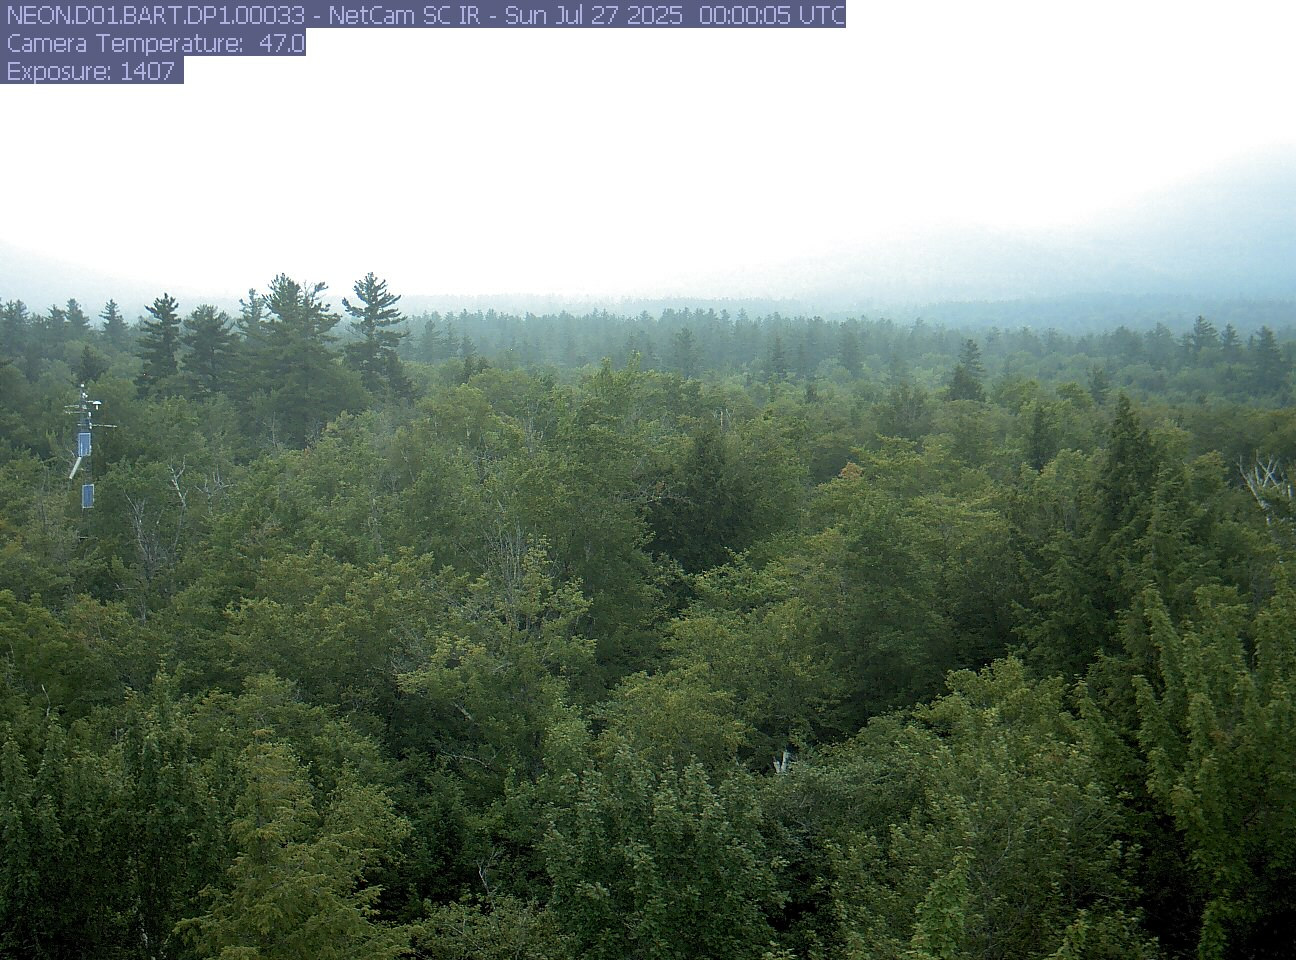 NEON.D01.BART.DP1.00033 - NetCam SC IR - Sun Jul 27 2025 00:00:05 UTC
Camera Temperature: 47.0
Exposure: 1407